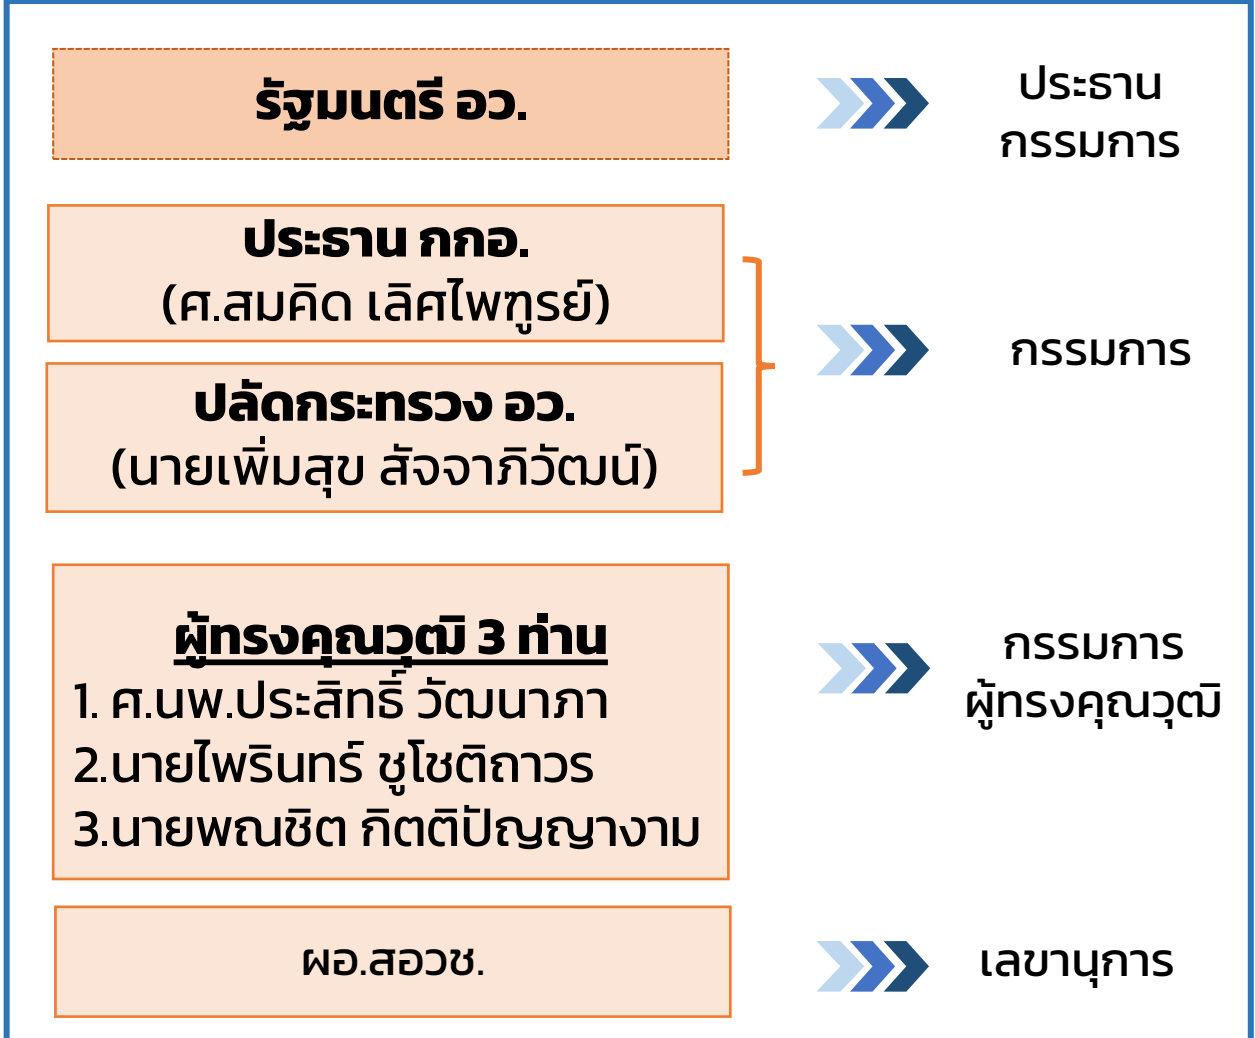 รัฐมนตรี อว.
ประธาน
กรรมการ
ประธาน กกอ.
(ศ.สมคิด เลิศไพฑูรย์)
ปลัดกระทรวง อว.
(นายเพิ่มสุข สัจจาภิวัฒน์)
กรรมการ
ผู้ทรงคุณวุฒิ 3 ท่าน
1. ศ.นพ.ประสิทธิ์ วัฒนาภา
2.นายไพรินทร์ ชูโชติถาวร
3.นายพณชิต กิตติปัญญางาม
กรรมการ
ผู้ทรงคุณวุฒิ
ผอ.สอวช.
เลขานุการ